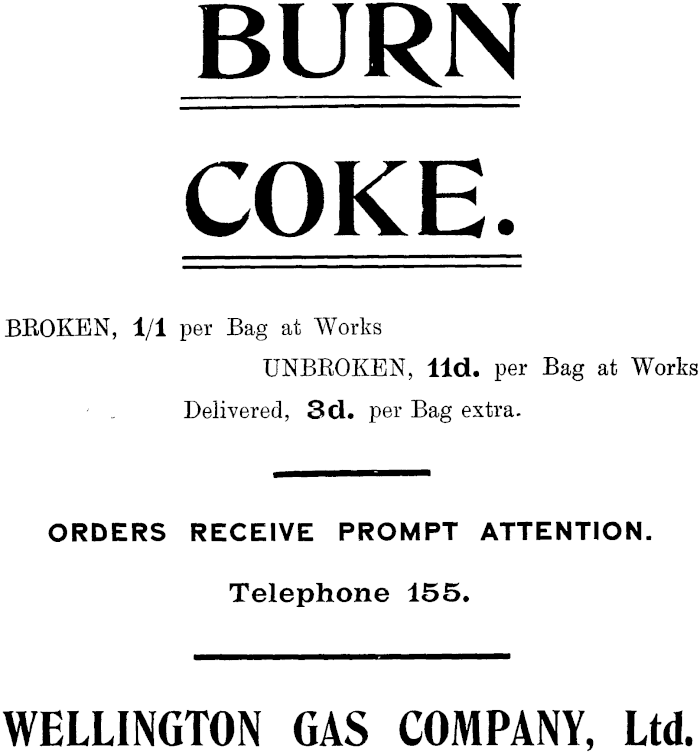 BURN
COKE.
BROKEN, 1/1 per Bag at Works
UNBROKEN, 11d. per Bag at Works
Delivered, 3d. per Bag extra.
ORDERS RECEIVE PROMPT ATTENTION.
Telephone 155.
WELLINGTON GAS COMPANY, Ltd.